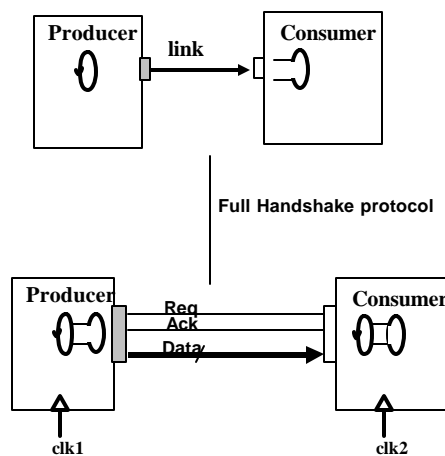 Producer
link
Consumer
Full Handshake protocol
Producer
Req
Ack
Data
Consumer
clk1
clk2